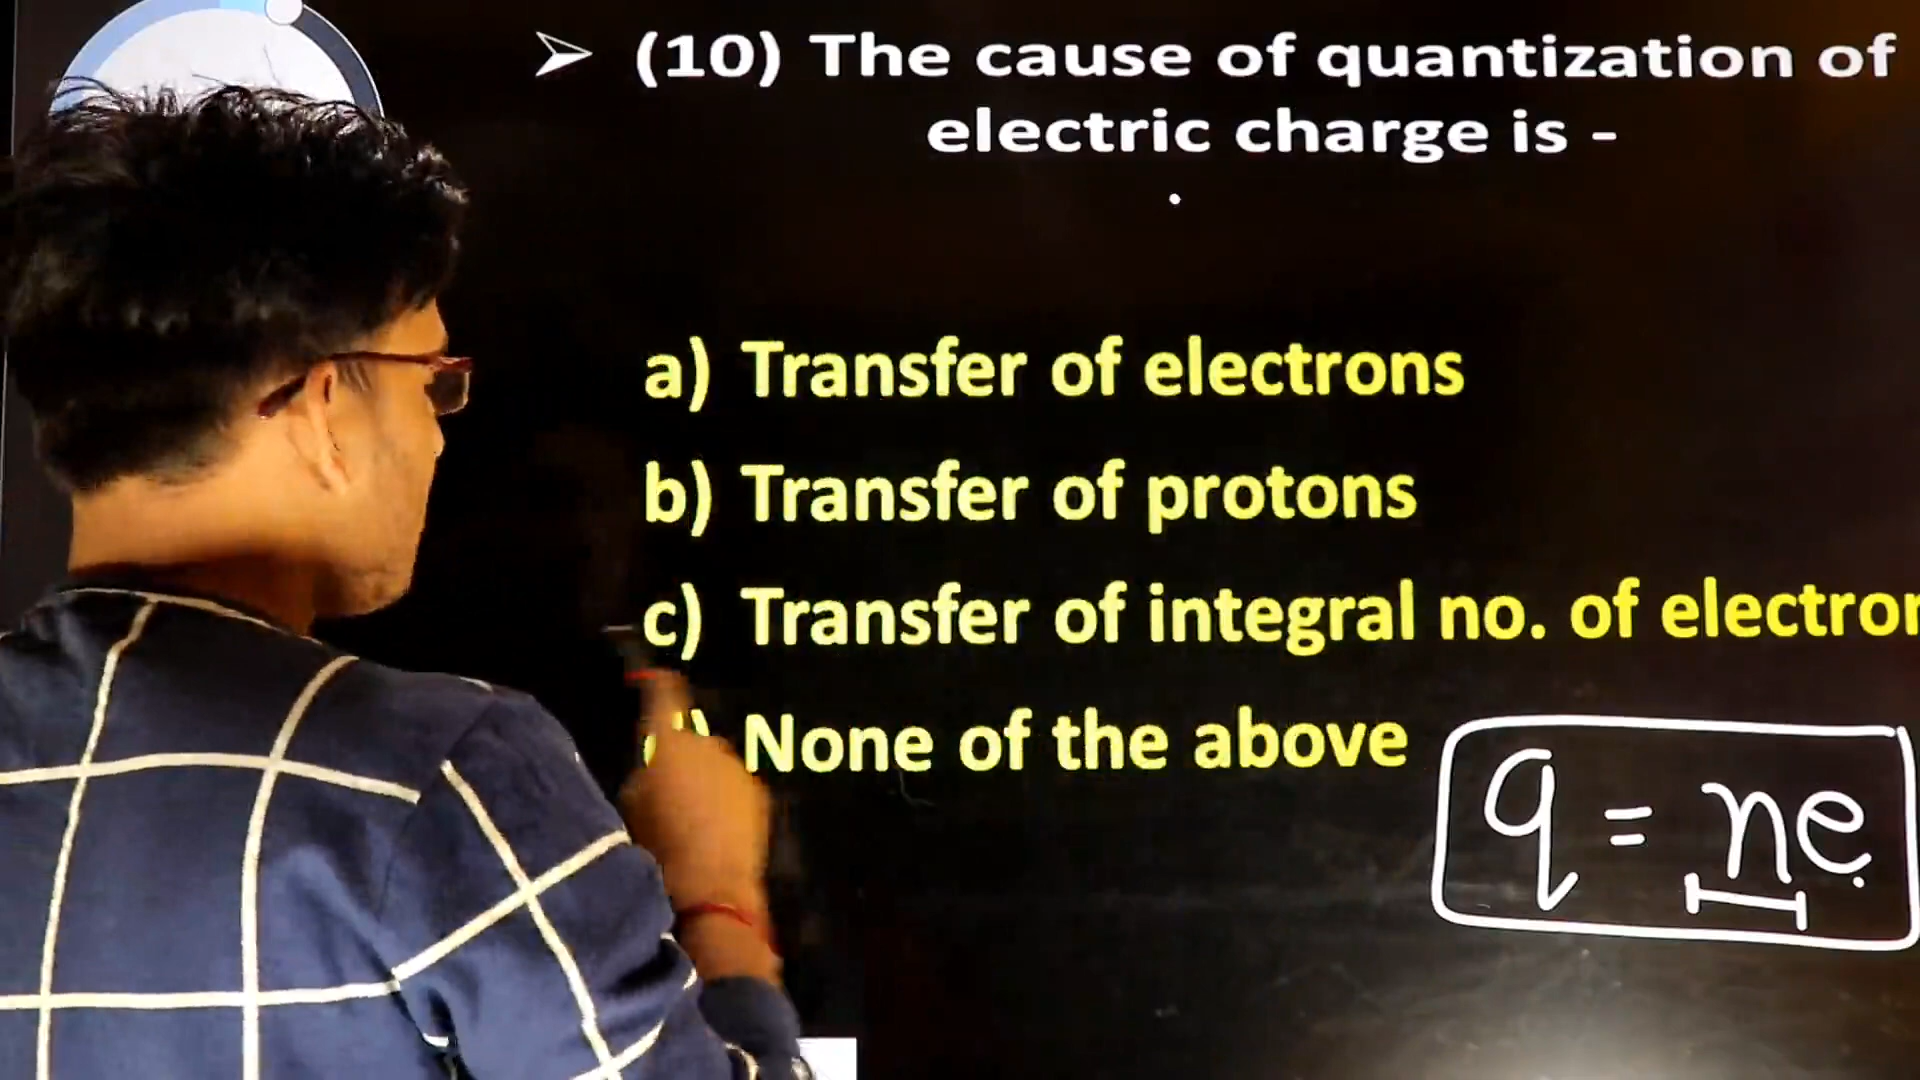 ➢ (10) The cause of quantization of
electric charge is -
a) Transfer of electrons
b) Transfer of protons
c) Transfer of integral no. of electron
d) None of the above
q = ne